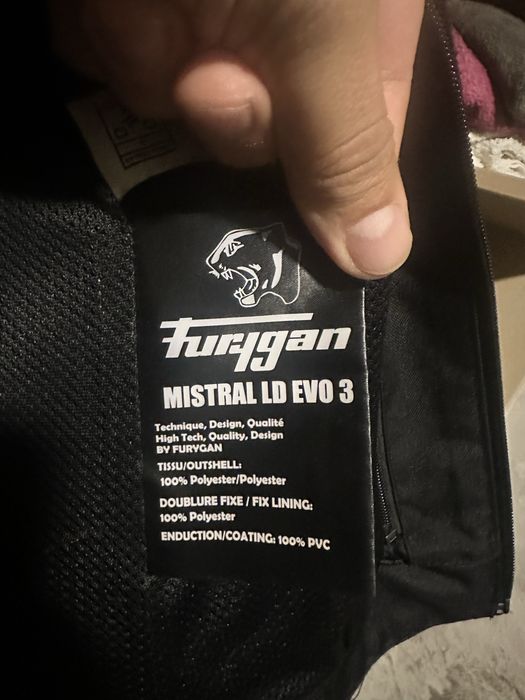 Furygan
MISTRAL LD EVO 3
Technique, Design, Qualité
High Tech, Quality, Design
BY FURYGAN
TISSU/OUTSHELL:
100% Polyester/Polyester
DOUBLURE FIXE / FIX LINING:
100% Polyester
ENDUCTION/COATING: 100% PVC